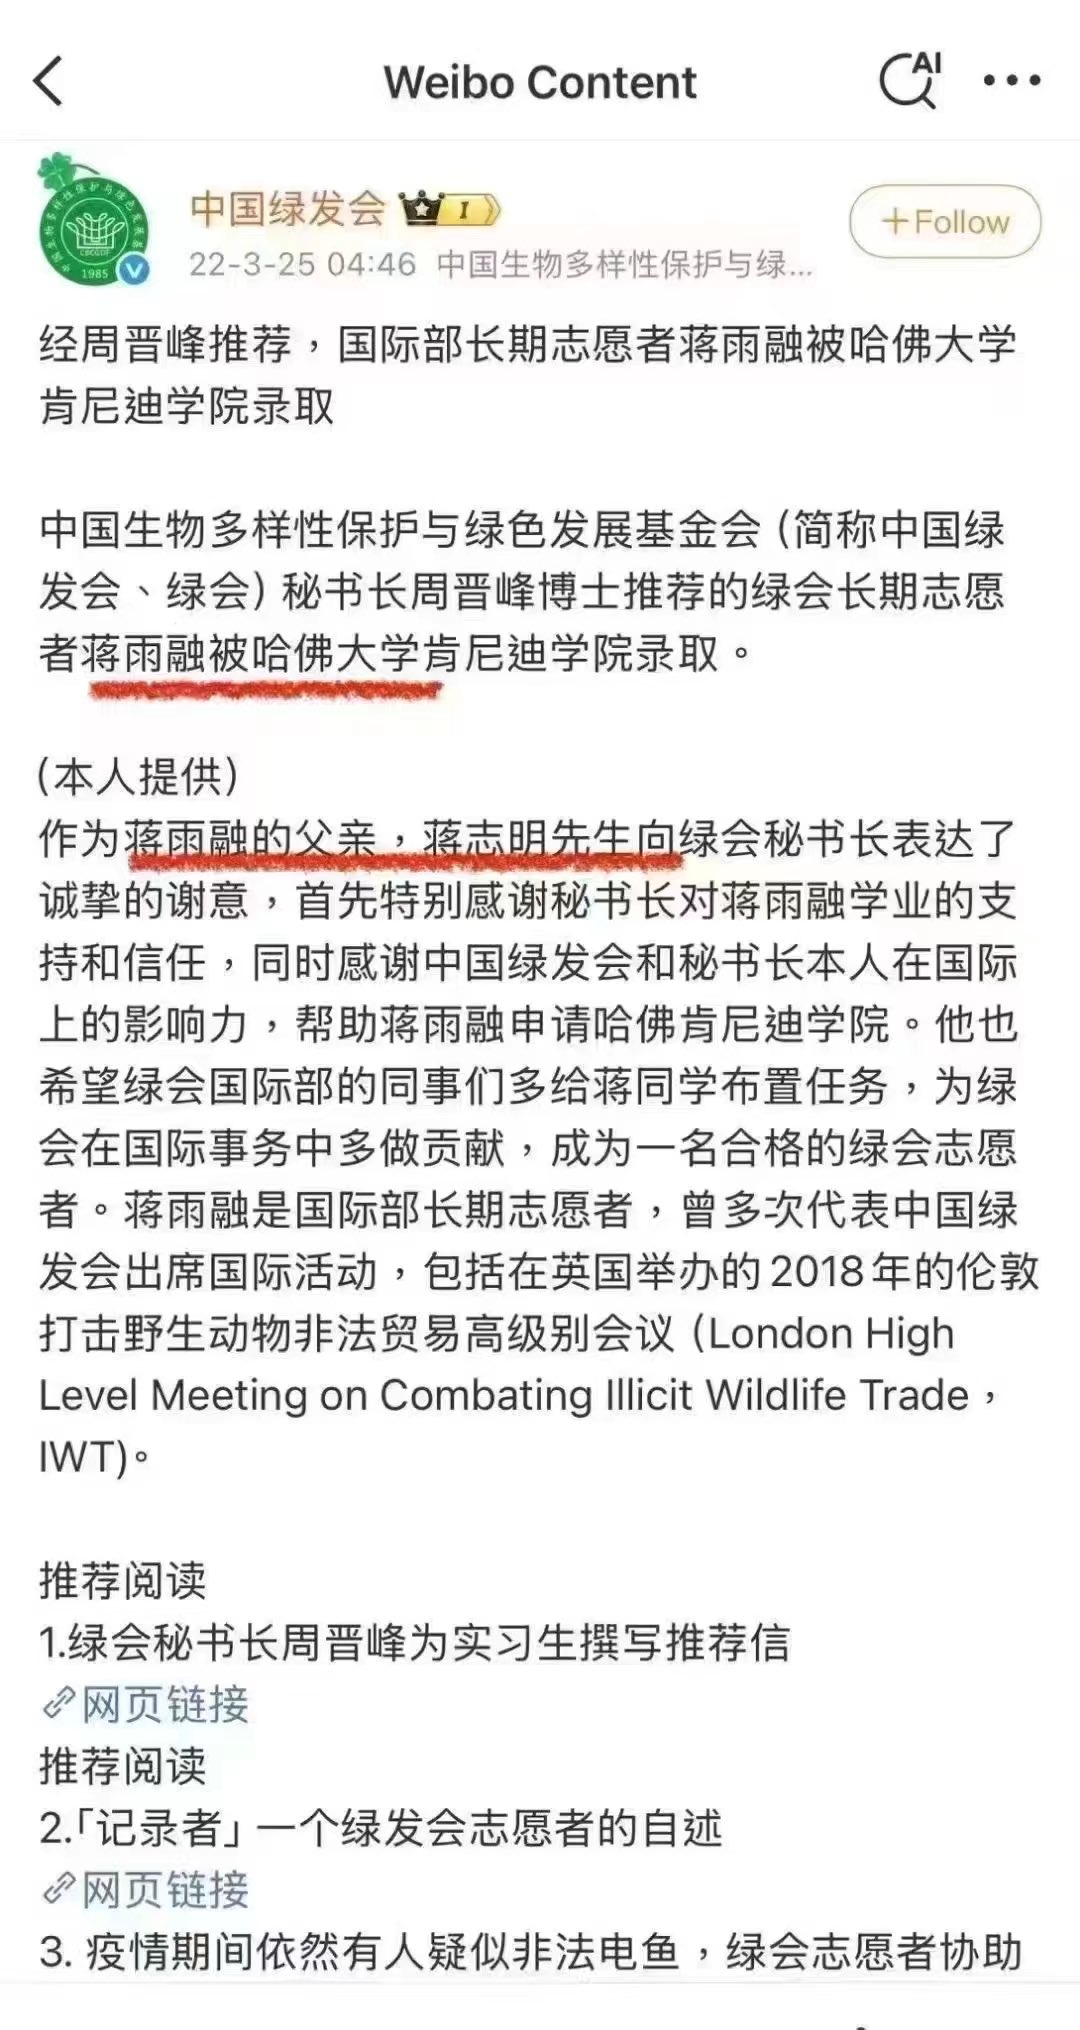 Weibo Content
AI
中国绿发会
I
22-3-25 04:46 中国生物多样性保护与绿...
+Follow
CBCGDF
1985
经周晋峰推荐，国际部长期志愿者蒋雨融被哈佛大学
肯尼迪学院录取
中国生物多样性保护与绿色发展基金会 (简称中国绿
发会、绿会) 秘书长周晋峰博士推荐的绿会长期志愿
者蒋雨融被哈佛大学肯尼迪学院录取。
(本人提供)
作为蒋雨融的父亲，蒋志明先生向绿会秘书长表达了
诚挚的谢意，首先特别感谢秘书长对蒋雨融学业的支
持和信任，同时感谢中国绿发会和秘书长本人在国际
上的影响力，帮助蒋雨融申请哈佛肯尼迪学院。他也
希望绿会国际部的同事们多给蒋同学布置任务，为绿
会在国际事务中多做贡献，成为一名合格的绿会志愿
者。蒋雨融是国际部长期志愿者，曾多次代表中国绿
发会出席国际活动，包括在英国举办的2018年的伦敦
打击野生动物非法贸易高级别会议 (London High
Level Meeting on Combating Illicit Wildlife Trade，
IWT)。
推荐阅读
1.绿会秘书长周晋峰为实习生撰写推荐信
网页链接
推荐阅读
2.「记录者」一个绿发会志愿者的自述
网页链接
3. 疫情期间依然有人疑似非法电鱼，绿会志愿者协助